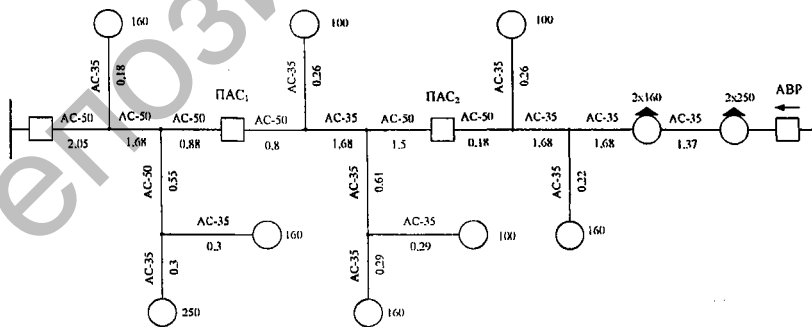 160
100
100
АС-35
0,18
АС-35
0,26
АС-35
0,26
ПАС₁
ПАС₂
2х160
2х250
АВР
АС-50
2,05
АС-50
1,68
АС-50
0,88
АС-50
0,8
АС-35
1,68
АС-50
1,5
АС-50
0,18
АС-35
1,68
АС-35
1,68
АС-35
1,37
АС-50
0,55
АС-35
0,61
АС-35
0,22
АС-35
0,3
160
АС-35
0,29
100
160
АС-35
0,3
250
АС-35
0,29
160
епози